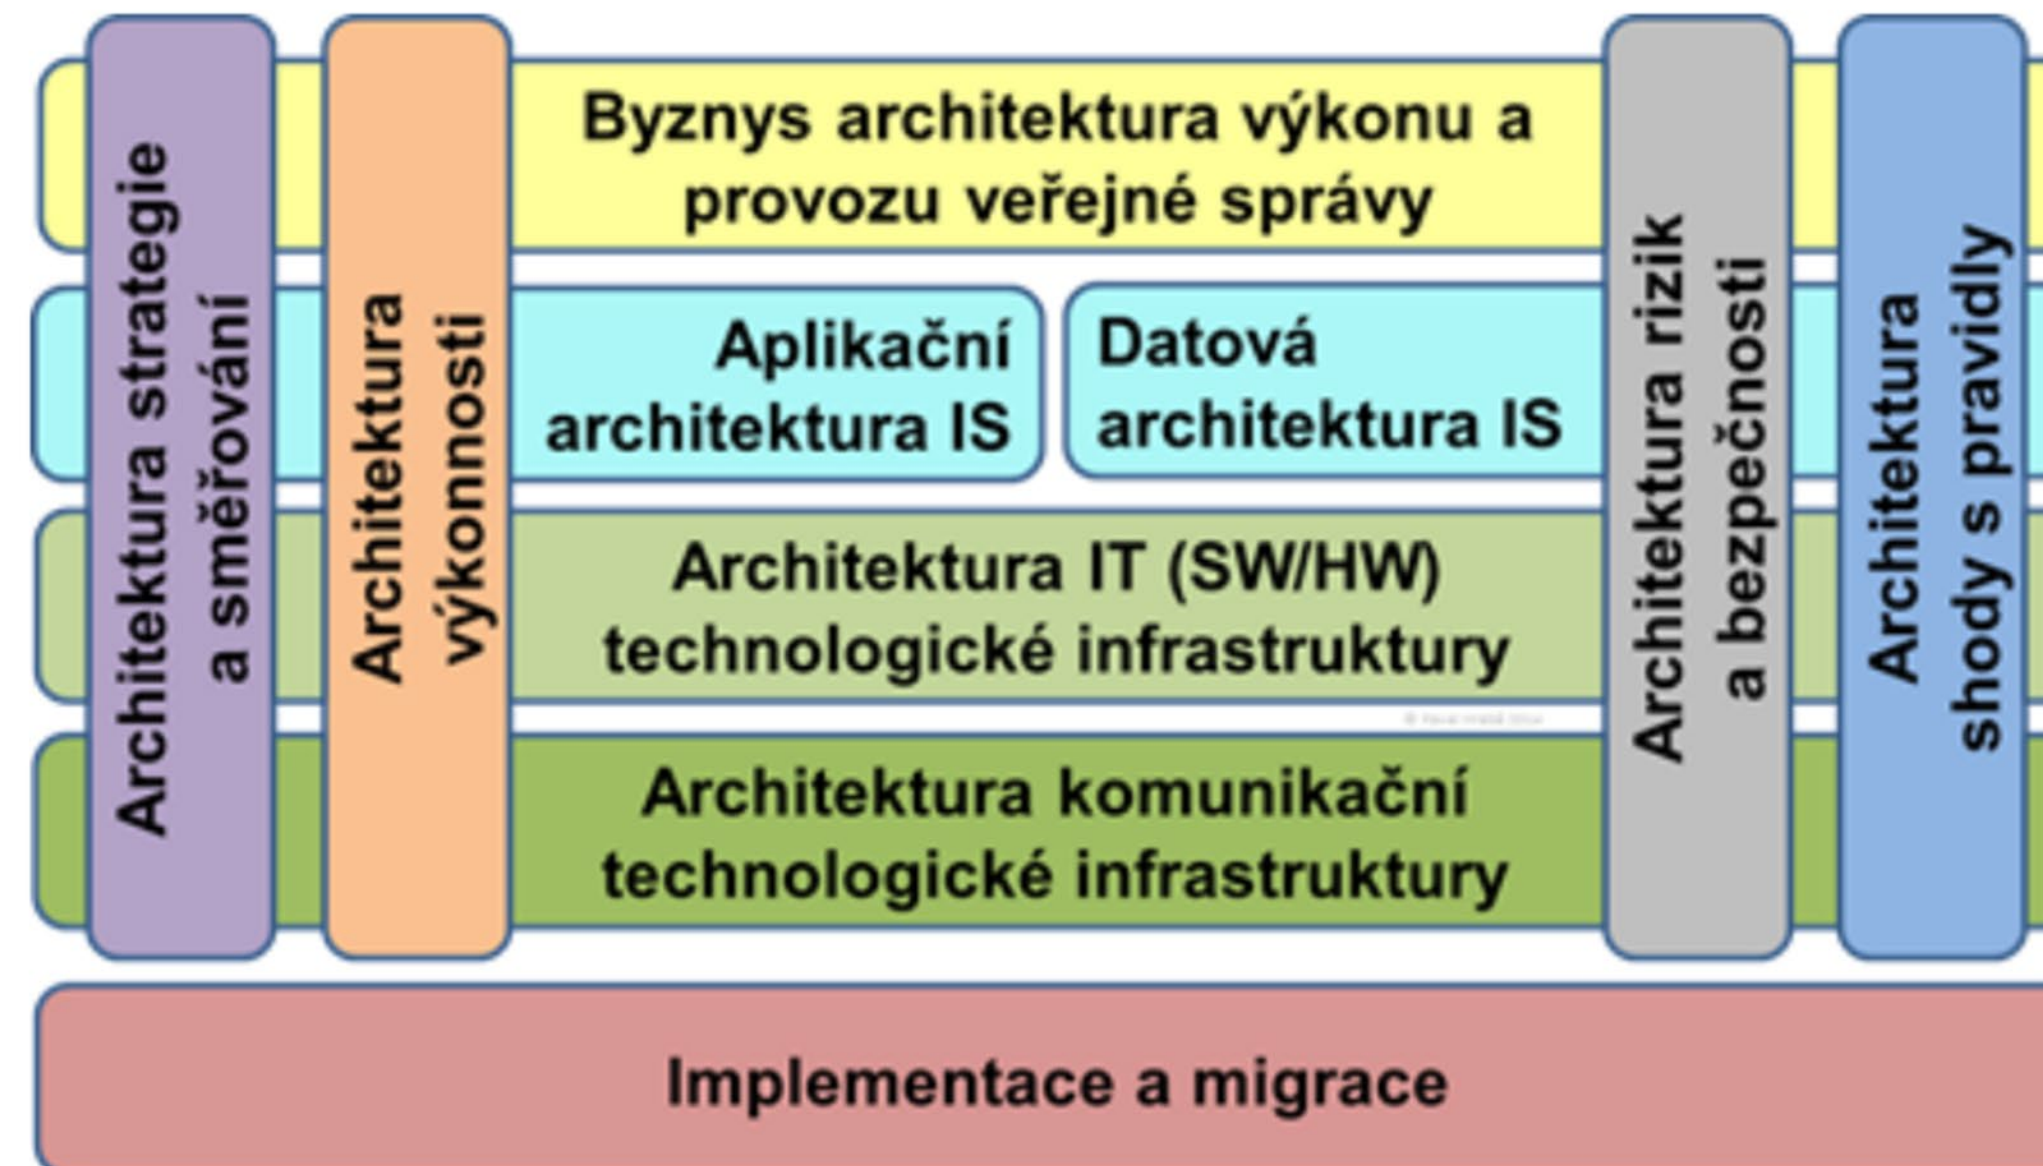 Architektura strategie
a směřování
Architektura
výkonnosti
Byznys architektura výkonu a
provozu veřejné správy
Aplikační
architektura IS
Datová
architektura IS
Architektura IT (SW/HW)
technologické infrastruktury
Architektura komunikační
technologické infrastruktury
Architektura rizik
a bezpečnosti
Architektura
shody s pravidly
Implementace a migrace